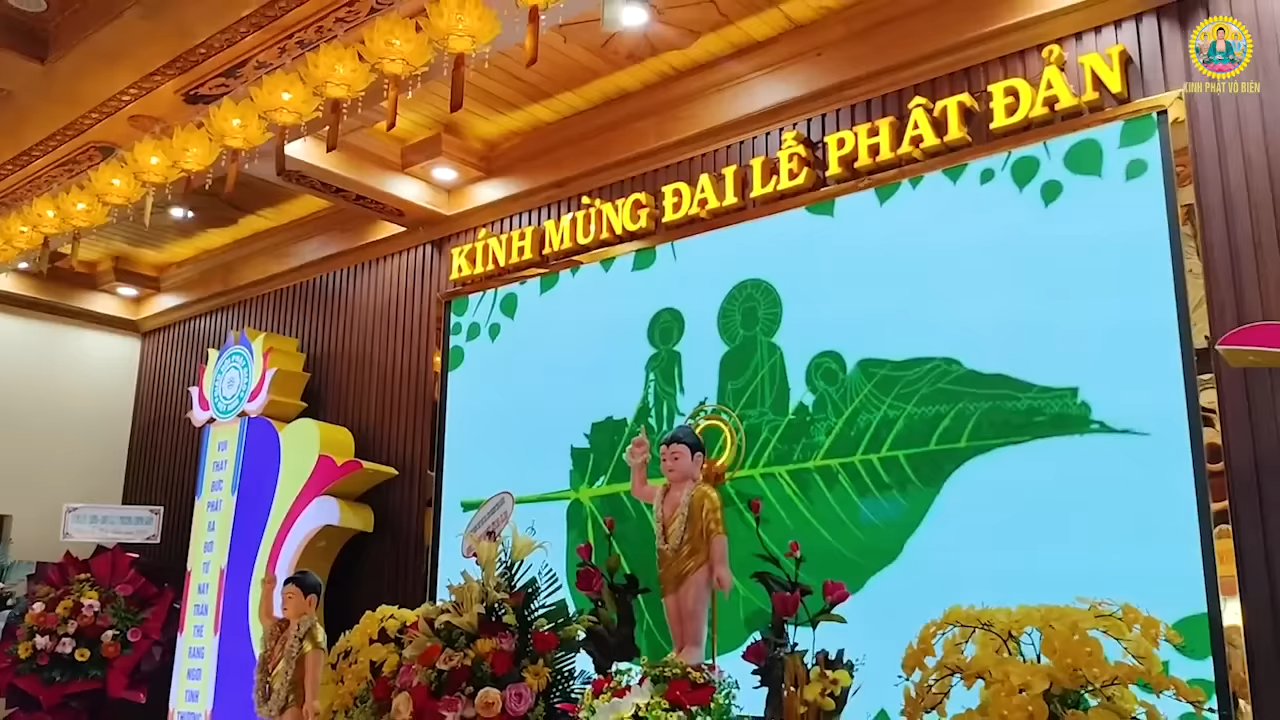 KINH PHẬT VÔ BIÊN
KÍNH MỪNG ĐẠI LỄ PHẬT ĐẢN
VUI
THAY
ĐỨC
PHẬT
RA
ĐỜI
TỪ
NAY
TRẦN
THẾ
RẠNG
NGỜI
TÌNH
THƯƠNG